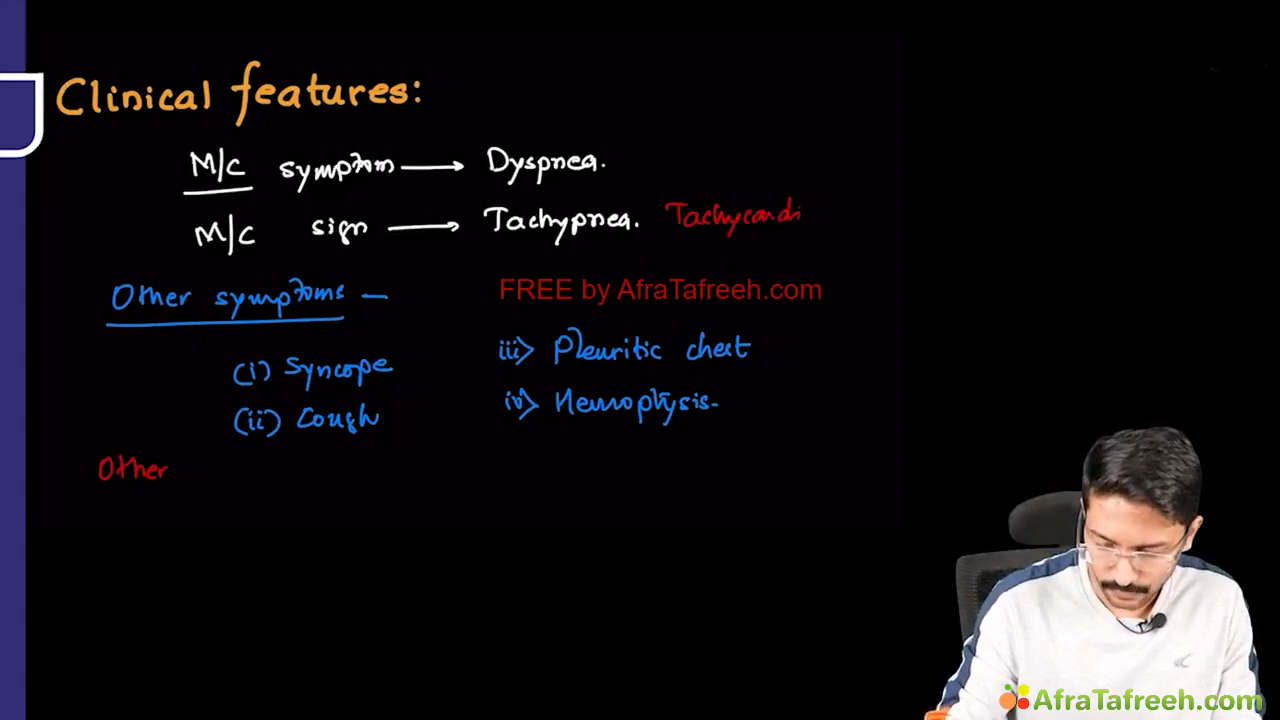 Clinical features:
M/C symptom → Dyspnea.
M/C sign → Tachypnea. Tachycardi
Other symptoms –
FREE by AfraTafreeh.com
(i) Syncope
iii> Pleuritic chest
(ii) Cough
iv> Hemoptysis-
Other
AfraTafreeh.com